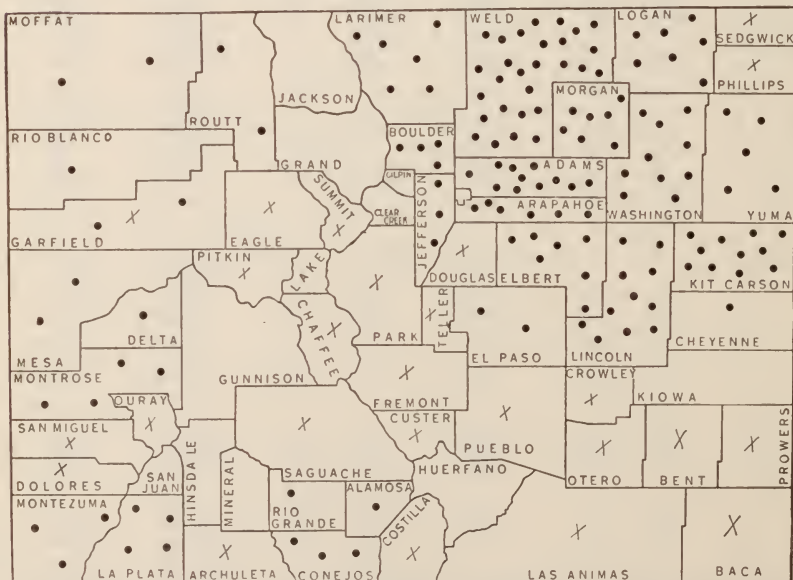 MOFFAT
LARIMER
WELD
LOGAN
SEDGWICK
PHILLIPS
JACKSON
MORGAN
ROUTT
RIO BLANCO
BOULDER
GRAND
GILPIN
ADAMS
SUMMIT
CLEAR CREEK
JEFFERSON
ARAPAHOE
WASHINGTON
YUMA
GARFIELD
EAGLE
PITKIN
LAKE
DOUGLAS
ELBERT
KIT CARSON
CHAFFEE
TELLER
DELTA
PARK
MESA
EL PASO
LINCOLN
CHEYENNE
MONTROSE
GUNNISON
CROWLEY
OURAY
FREMONT
KIOWA
CUSTER
SAN MIGUEL
PUEBLO
PROWERS
HINSDALE
MINERAL
SAGUACHE
HUERFANO
OTERO
BENT
DOLORES
SAN JUAN
MONTEZUMA
RIO GRANDE
ALAMOSA
COSTILLA
LA PLATA
ARCHULETA
CONEJOS
LAS ANIMAS
BACA